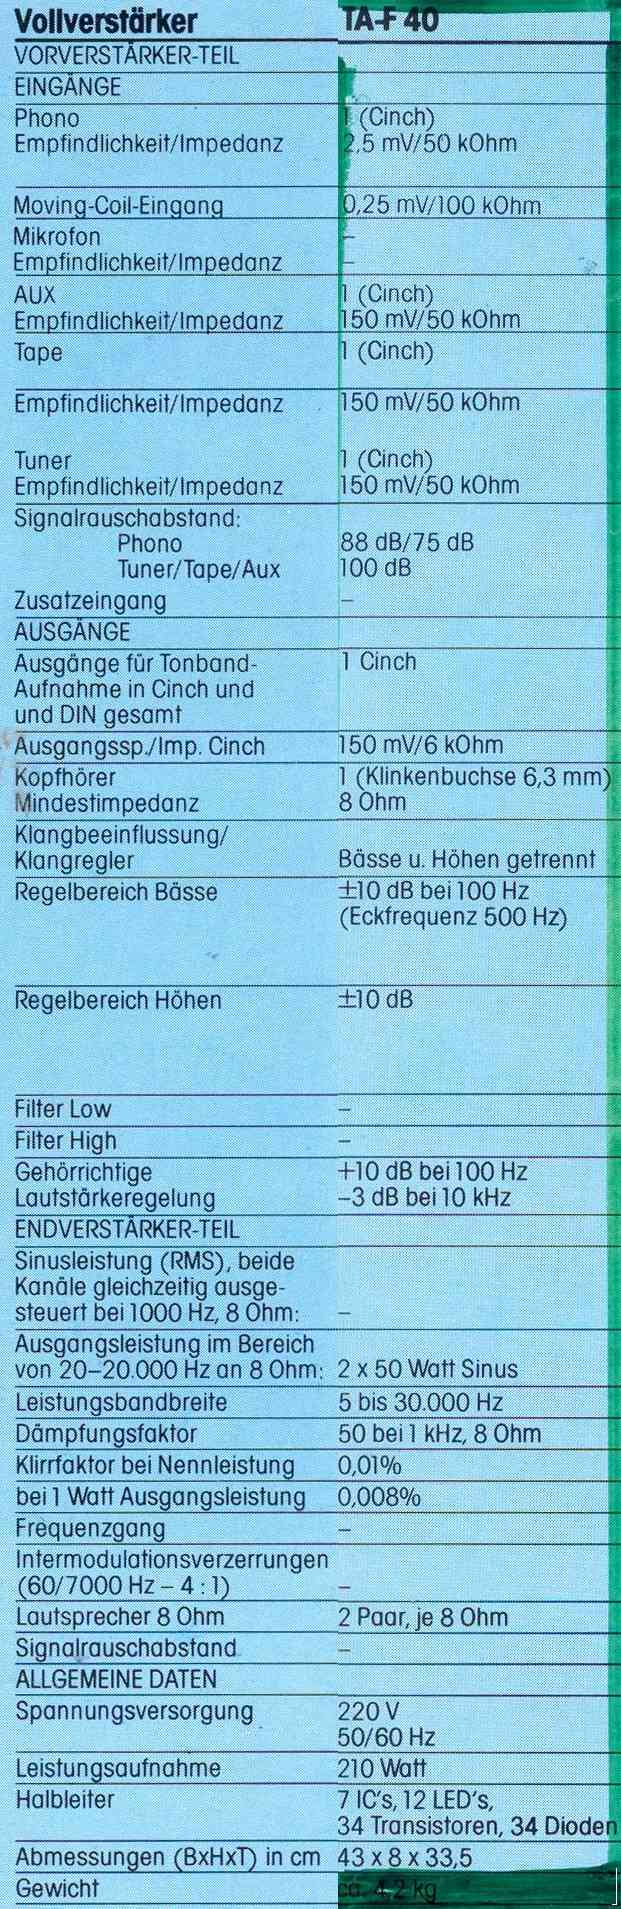 Vollverstärker TA-F 40
VORVERSTÄRKER-TEIL
EINGÄNGE
Phono 1 (Cinch)
Empfindlichkeit/Impedanz 2,5 mV/50 kOhm
Moving-Coil-Eingang 0,25 mV/100 kOhm
Mikrofon –
Empfindlichkeit/Impedanz –
AUX 1 (Cinch)
Empfindlichkeit/Impedanz 150 mV/50 kOhm
Tape 1 (Cinch)
Empfindlichkeit/Impedanz 150 mV/50 kOhm
Tuner 1 (Cinch)
Empfindlichkeit/Impedanz 150 mV/50 kOhm
Signalrauschabstand:
Phono 88 dB/75 dB
Tuner/Tape/Aux 100 dB
Zusatzeingang –
AUSGÄNGE
Ausgänge für Tonband- 1 Cinch
Aufnahme in Cinch und
und DIN gesamt
Ausgangssp./Imp. Cinch 150 mV/6 kOhm
Kopfhörer 1 (Klinkenbuchse 6,3 mm)
Mindestimpedanz 8 Ohm
Klangbeeinflussung/
Klangregler Bässe u. Höhen getrennt
Regelbereich Bässe ±10 dB bei 100 Hz
(Eckfrequenz 500 Hz)
Regelbereich Höhen ±10 dB
Filter Low –
Filter High –
Gehörrichtige +10 dB bei 100 Hz
Lautstärkeregelung –3 dB bei 10 kHz
ENDVERSTÄRKER-TEIL
Sinusleistung (RMS), beide
Kanäle gleichzeitig ausge-
steuert bei 1000 Hz, 8 Ohm: –
Ausgangsleistung im Bereich
von 20–20.000 Hz an 8 Ohm: 2 x 50 Watt Sinus
Leistungsbandbreite 5 bis 30.000 Hz
Dämpfungsfaktor 50 bei 1 kHz, 8 Ohm
Klirrfaktor bei Nennleistung 0,01%
bei 1 Watt Ausgangsleistung 0,008%
Frequenzgang –
Intermodulationsverzerrungen
(60/7000 Hz – 4 : 1) –
Lautsprecher 8 Ohm 2 Paar, je 8 Ohm
Signalrauschabstand –
ALLGEMEINE DATEN
Spannungsversorgung 220 V
50/60 Hz
Leistungsaufnahme 210 Watt
Halbleiter 7 IC's, 12 LED's,
34 Transistoren, 34 Dioden
Abmessungen (BxHxT) in cm 43 x 8 x 33,5
Gewicht ca. 4,2 kg